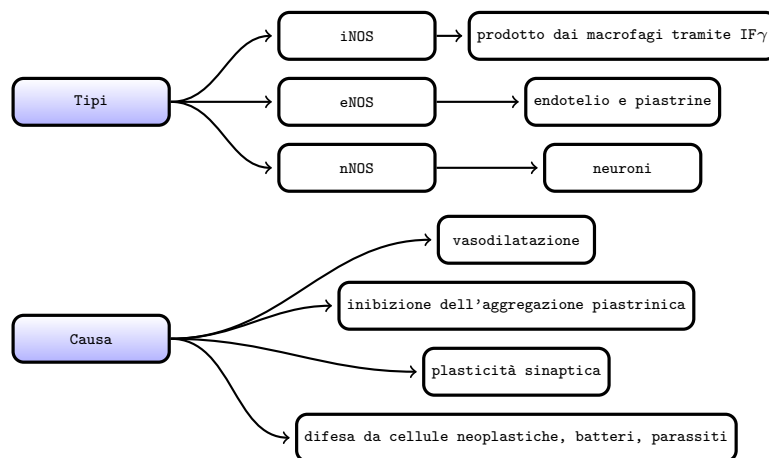 iNOS
prodotto dai macrofagi tramite IFγ
Tipi
eNOS
endotelio e piastrine
nNOS
neuroni
vasodilatazione
inibizione dell'aggregazione piastrinica
Causa
plasticità sinaptica
difesa da cellule neoplastiche, batteri, parassiti